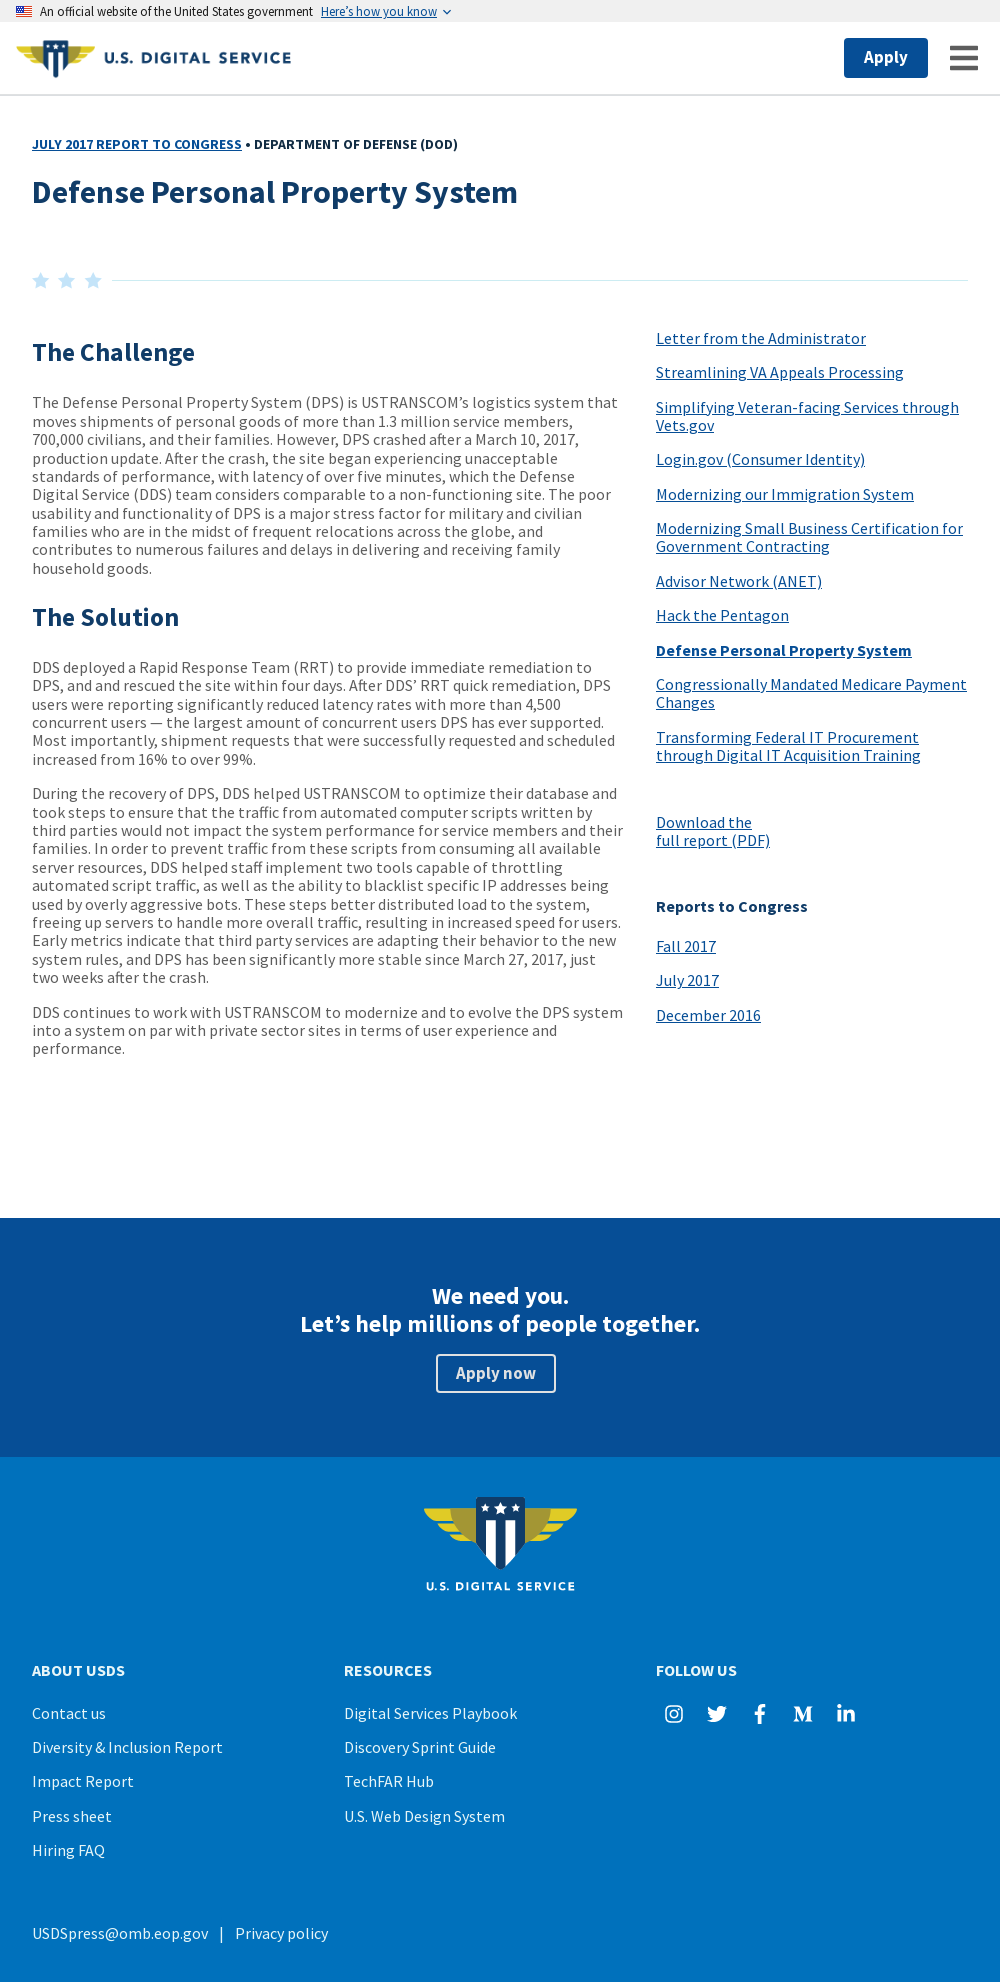 An official website of the United States government Here’s how you know
U.S. DIGITAL SERVICE
Apply
JULY 2017 REPORT TO CONGRESS • DEPARTMENT OF DEFENSE (DOD)
Defense Personal Property System
The Challenge
The Defense Personal Property System (DPS) is USTRANSCOM’s logistics system that
moves shipments of personal goods of more than 1.3 million service members,
700,000 civilians, and their families. However, DPS crashed after a March 10, 2017,
production update. After the crash, the site began experiencing unacceptable
standards of performance, with latency of over five minutes, which the Defense
Digital Service (DDS) team considers comparable to a non-functioning site. The poor
usability and functionality of DPS is a major stress factor for military and civilian
families who are in the midst of frequent relocations across the globe, and
contributes to numerous failures and delays in delivering and receiving family
household goods.
The Solution
DDS deployed a Rapid Response Team (RRT) to provide immediate remediation to
DPS, and and rescued the site within four days. After DDS’ RRT quick remediation, DPS
users were reporting significantly reduced latency rates with more than 4,500
concurrent users — the largest amount of concurrent users DPS has ever supported.
Most importantly, shipment requests that were successfully requested and scheduled
increased from 16% to over 99%.
During the recovery of DPS, DDS helped USTRANSCOM to optimize their database and
took steps to ensure that the traffic from automated computer scripts written by
third parties would not impact the system performance for service members and their
families. In order to prevent traffic from these scripts from consuming all available
server resources, DDS helped staff implement two tools capable of throttling
automated script traffic, as well as the ability to blacklist specific IP addresses being
used by overly aggressive bots. These steps better distributed load to the system,
freeing up servers to handle more overall traffic, resulting in increased speed for users.
Early metrics indicate that third party services are adapting their behavior to the new
system rules, and DPS has been significantly more stable since March 27, 2017, just
two weeks after the crash.
DDS continues to work with USTRANSCOM to modernize and to evolve the DPS system
into a system on par with private sector sites in terms of user experience and
performance.
Letter from the Administrator
Streamlining VA Appeals Processing
Simplifying Veteran-facing Services through
Vets.gov
Login.gov (Consumer Identity)
Modernizing our Immigration System
Modernizing Small Business Certification for
Government Contracting
Advisor Network (ANET)
Hack the Pentagon
Defense Personal Property System
Congressionally Mandated Medicare Payment
Changes
Transforming Federal IT Procurement
through Digital IT Acquisition Training
Download the
full report (PDF)
Reports to Congress
Fall 2017
July 2017
December 2016
We need you.
Let’s help millions of people together.
Apply now
U.S. DIGITAL SERVICE
ABOUT USDS
Contact us
Diversity & Inclusion Report
Impact Report
Press sheet
Hiring FAQ
RESOURCES
Digital Services Playbook
Discovery Sprint Guide
TechFAR Hub
U.S. Web Design System
FOLLOW US
USDSpress@omb.eop.gov | Privacy policy